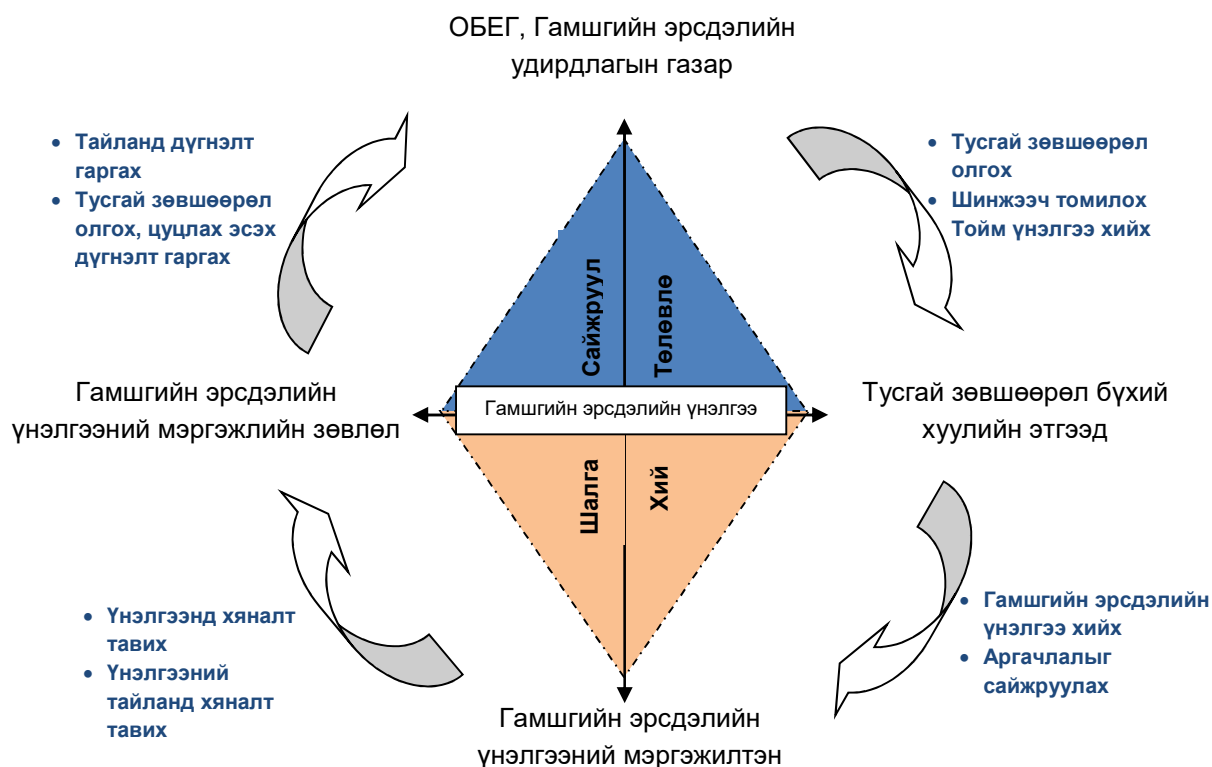 ОБЕГ, Гамшгийн эрсдэлийн
удирдлагын газар
• Тайланд дүгнэлт
гаргах
• Тусгай зөвшөөрөл
олгох, цуцлах эсэх
дүгнэлт гаргах
• Тусгай зөвшөөрөл
олгох
• Шинжээч томилох
Тойм үнэлгээ хийх
Сайжруул
Төлөвлө
Гамшгийн эрсдэлийн
үнэлгээний мэргэжлийн зөвлөл
Гамшгийн эрсдэлийн үнэлгээ
Тусгай зөвшөөрөл бүхий
хуулийн этгээд
Шалга
Хий
• Үнэлгээнд хяналт
тавих
• Үнэлгээний
тайланд хяналт
тавих
• Гамшгийн эрсдэлийн
үнэлгээ хийх
• Аргачлалыг
сайжруулах
Гамшгийн эрсдэлийн
үнэлгээний мэргэжилтэн